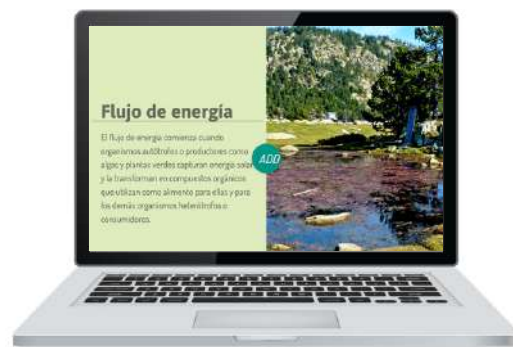 Flujo de energía
El flujo de energía comienza cuando
organismos autótrofos o productores como
algas y plantas verdes capturan energía solar
y la transforman en compuestos orgánicos
que utilizan como alimento para ellas y para
los demás organismos heterótrofos o
consumidores.
ADD